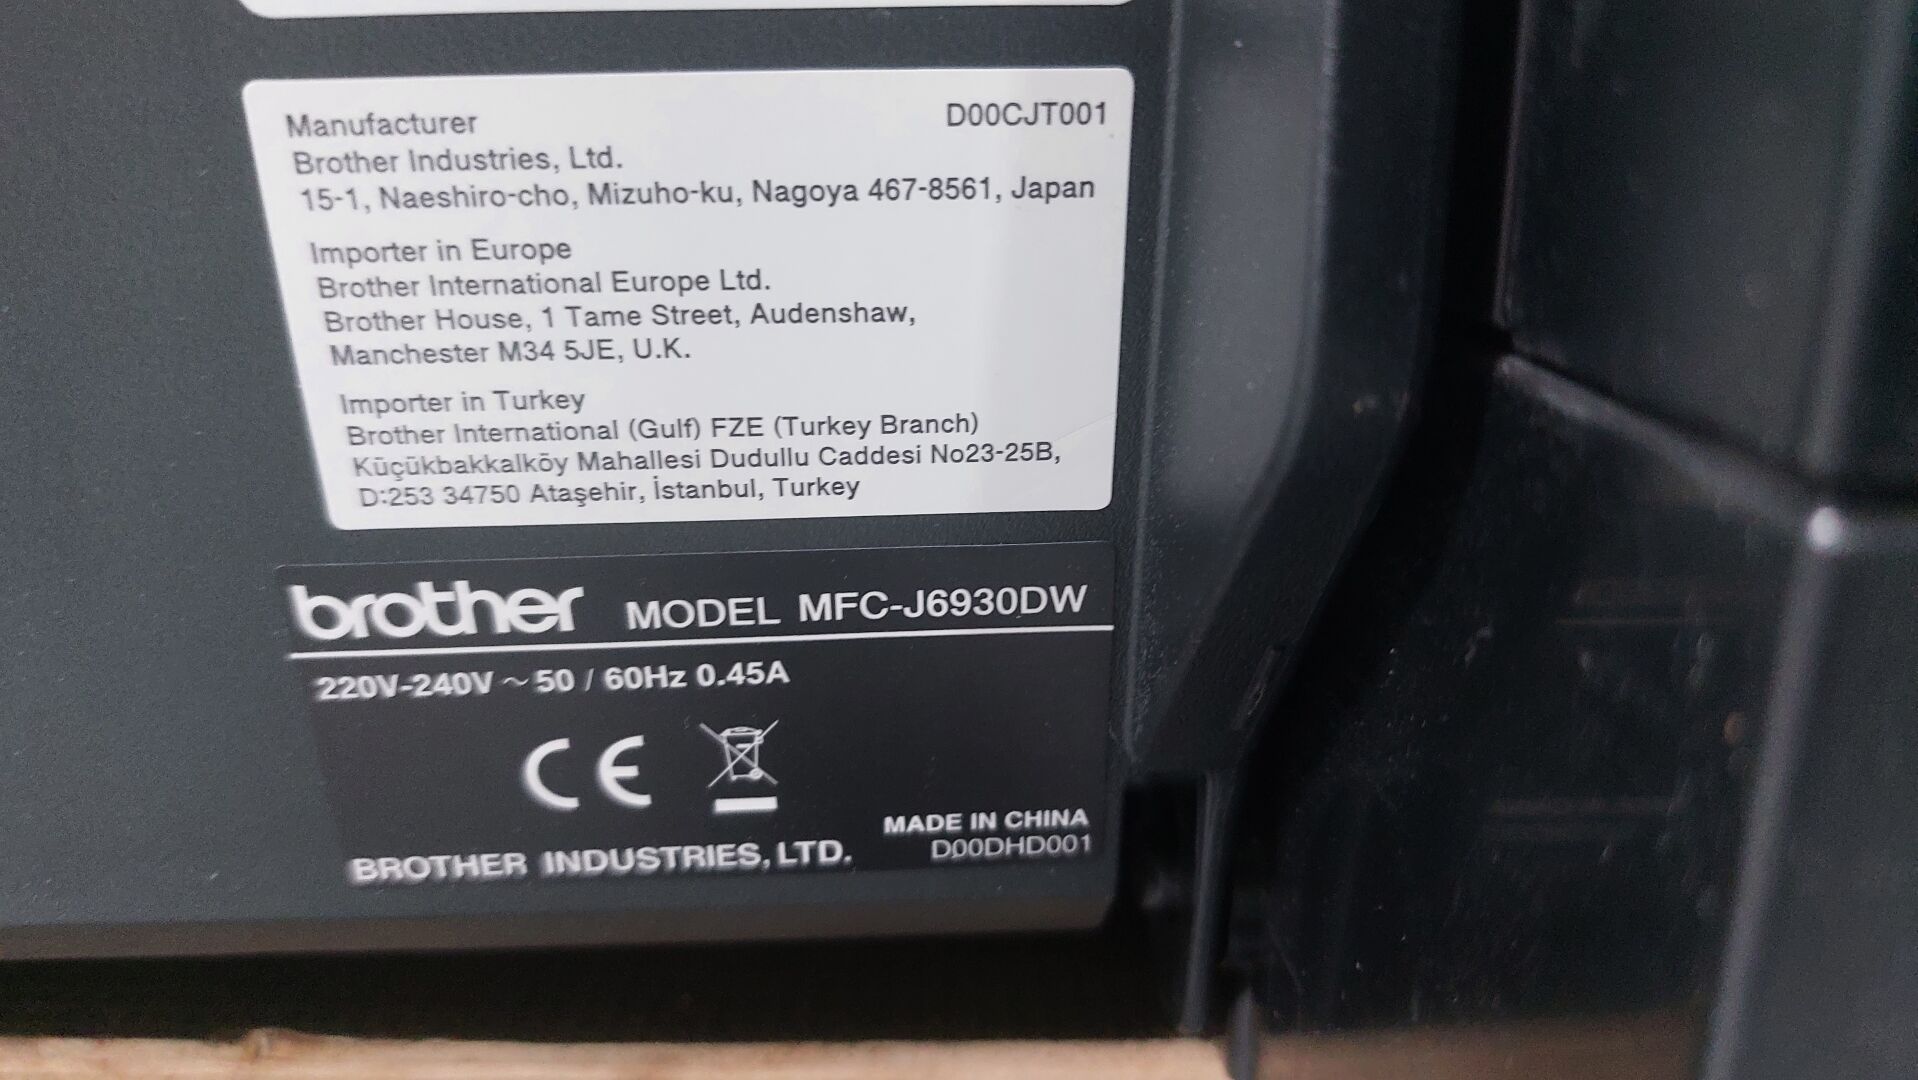 Manufacturer D00CJT001
Brother Industries, Ltd.
15-1, Naeshiro-cho, Mizuho-ku, Nagoya 467-8561, Japan
Importer in Europe
Brother International Europe Ltd.
Brother House, 1 Tame Street, Audenshaw,
Manchester M34 5JE, U.K.
Importer in Turkey
Brother International (Gulf) FZE (Turkey Branch)
Küçükbakkalköy Mahallesi Dudullu Caddesi No23-25B,
D:253 34750 Ataşehir, İstanbul, Turkey
brother MODEL MFC-J6930DW
220V-240V ~ 50 / 60Hz 0.45A
CE
MADE IN CHINA
BROTHER INDUSTRIES, LTD. D00DHD001